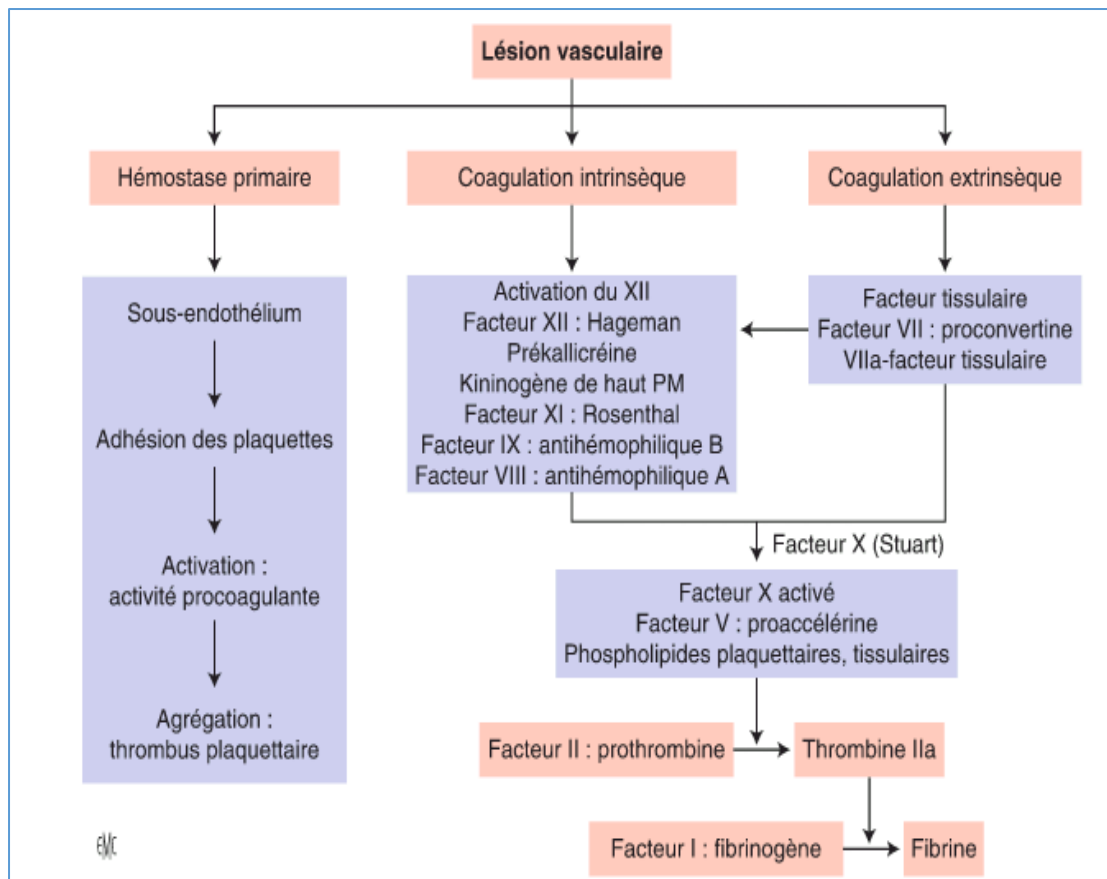 Lésion vasculaire
Hémostase primaire
Coagulation intrinsèque
Coagulation extrinsèque
Sous-endothélium
Adhésion des plaquettes
Activation :
activité procoagulante
Agrégation :
thrombus plaquettaire
Activation du XII
Facteur XII : Hageman
Prékallicréine
Kininogène de haut PM
Facteur XI : Rosenthal
Facteur IX : antihémophilique B
Facteur VIII : antihémophilique A
Facteur tissulaire
Facteur VII : proconvertine
VIIa-facteur tissulaire
Facteur X (Stuart)
Facteur X activé
Facteur V : proaccélérine
Phospholipides plaquettaires, tissulaires
Facteur II : prothrombine
Thrombine IIa
Facteur I : fibrinogène
Fibrine
EMC